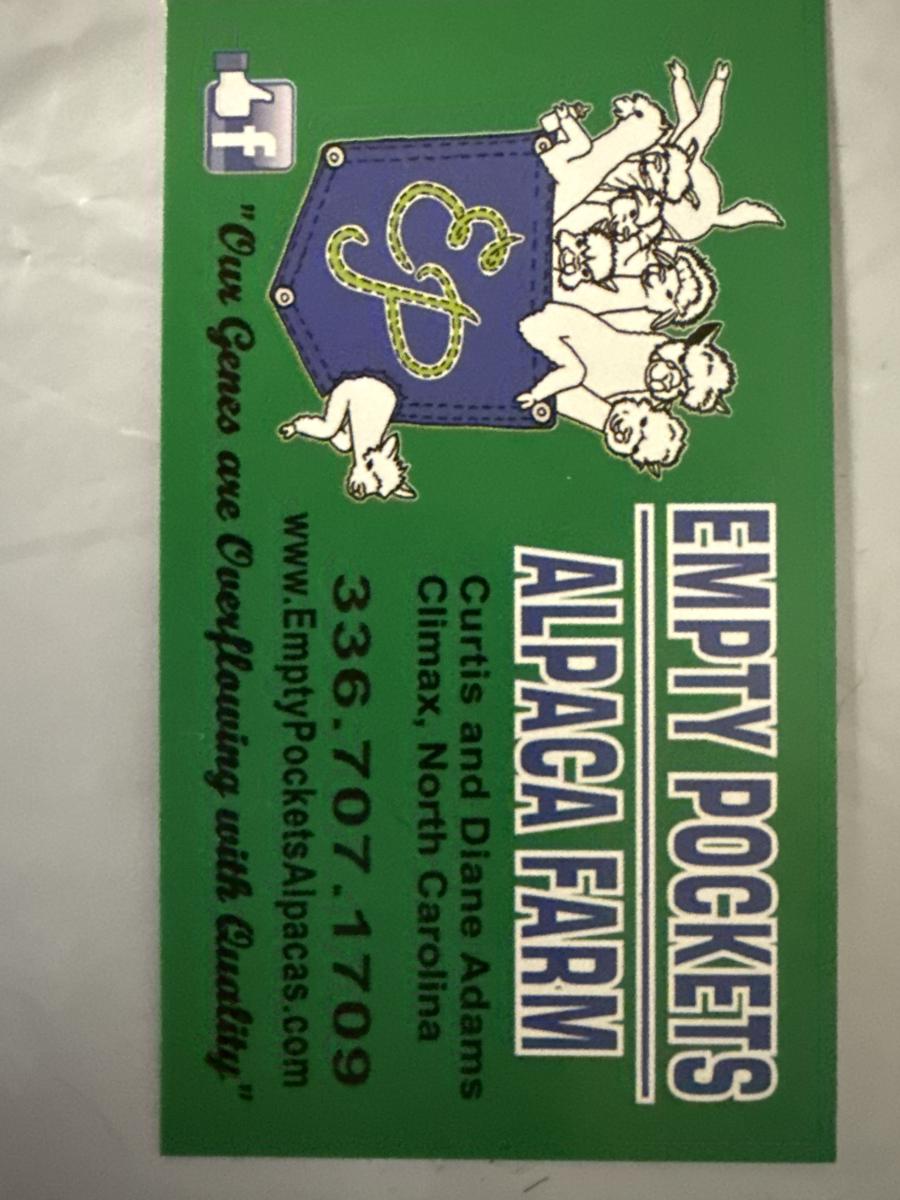 EMPTY POCKETS
ALPACA FARM
Curtis and Diane Adams
Climax, North Carolina
336.707.1709
www.EmptyPocketsAlpacas.com
EP
f
"Our Genes are Overflowing with Quality"